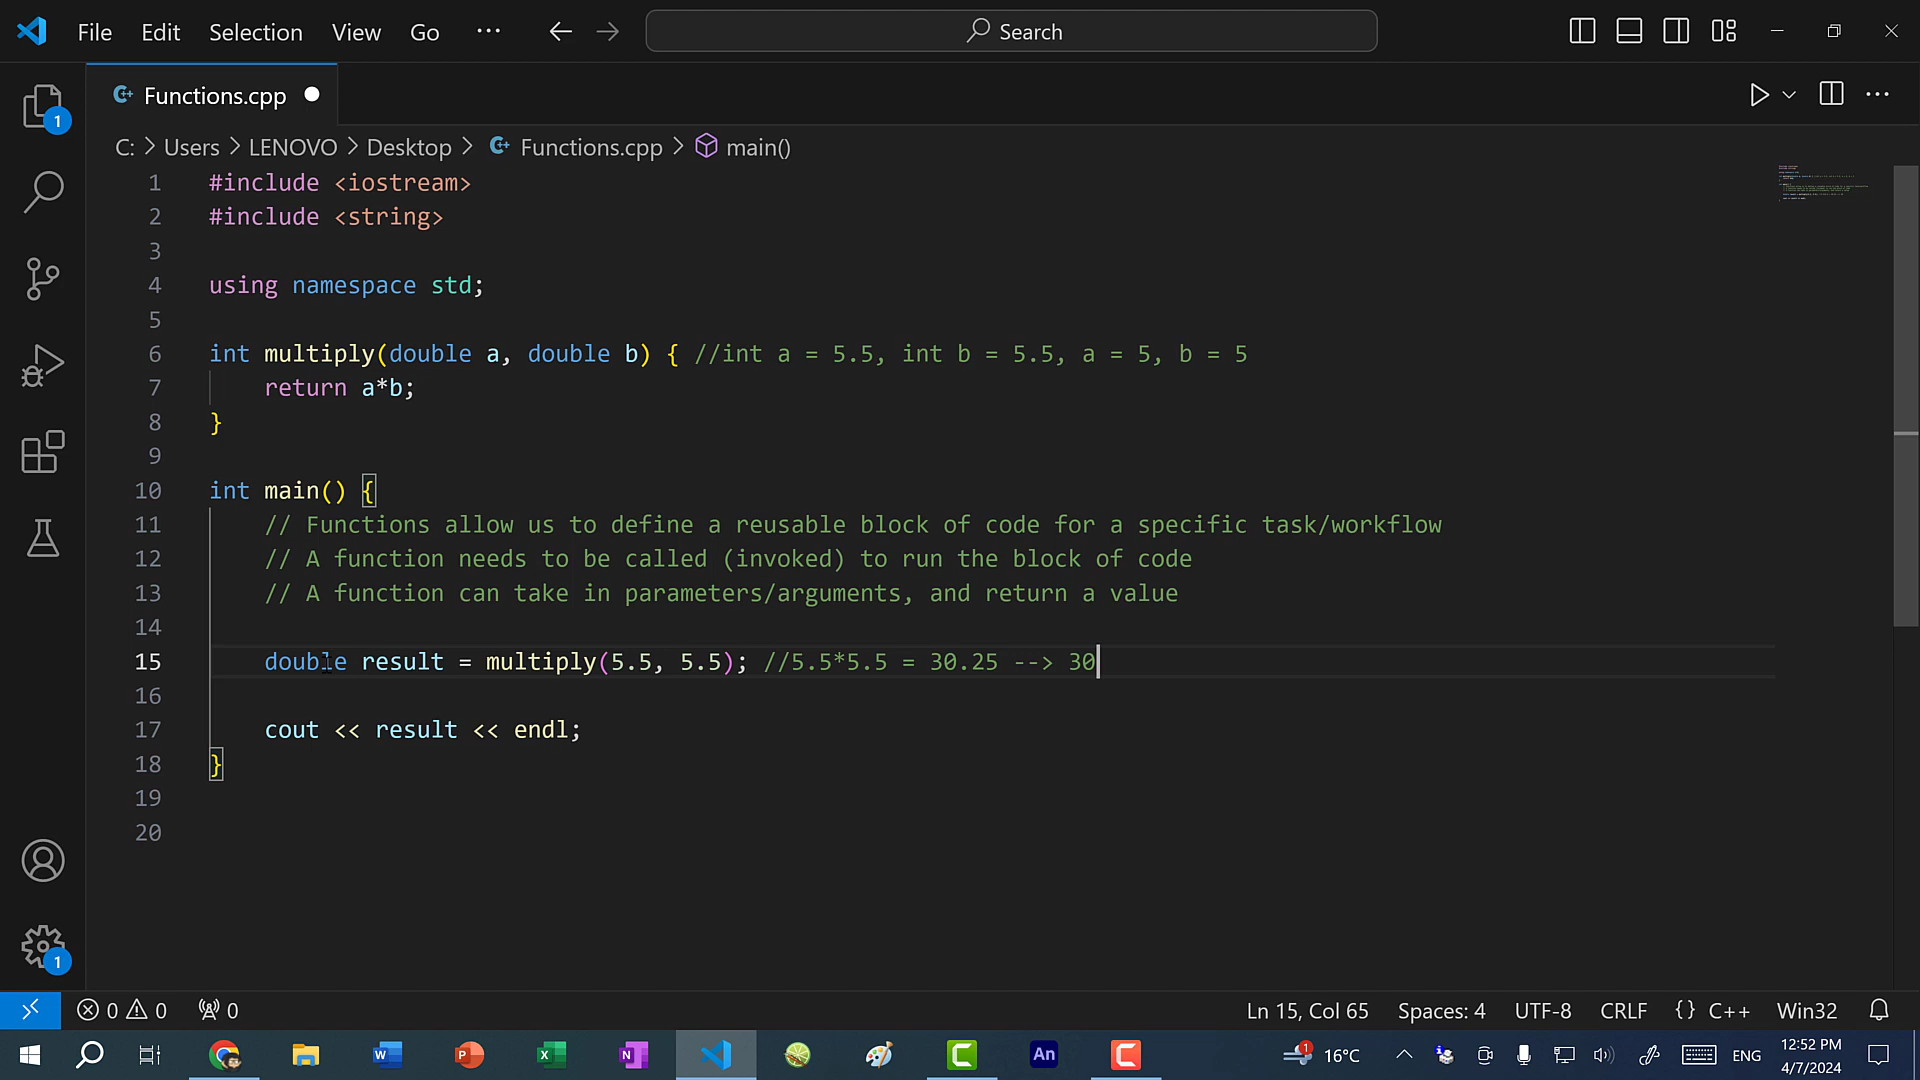 File Edit Selection View Go ··· Search
Functions.cpp
C: > Users > LENOVO > Desktop > Functions.cpp > main()
1 #include <iostream>
2 #include <string>
3
4 using namespace std;
5
6 int multiply(double a, double b) { //int a = 5.5, int b = 5.5, a = 5, b = 5
7     return a*b;
8 }
9
10 int main() {
11     // Functions allow us to define a reusable block of code for a specific task/workflow
12     // A function needs to be called (invoked) to run the block of code
13     // A function can take in parameters/arguments, and return a value
14
15     double result = multiply(5.5, 5.5); //5.5*5.5 = 30.25 --> 30
16
17     cout << result << endl;
18 }
19
20
1
1
0 0 0 Ln 15, Col 65 Spaces: 4 UTF-8 CRLF {} C++ Win32
W P X N An C 1 16°C ENG 12:52 PM
4/7/2024